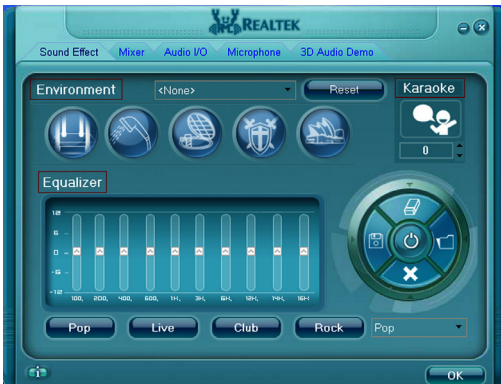 REALTEK
Sound Effect Mixer Audio I/O Microphone 3D Audio Demo
Environment <None> Reset Karaoke
0
Equalizer
12
6
0
-6
-12
100, 200, 400, 600, 1K, 3K, 6K, 12K, 14K, 16K
Pop Live Club Rock Pop
i
OK